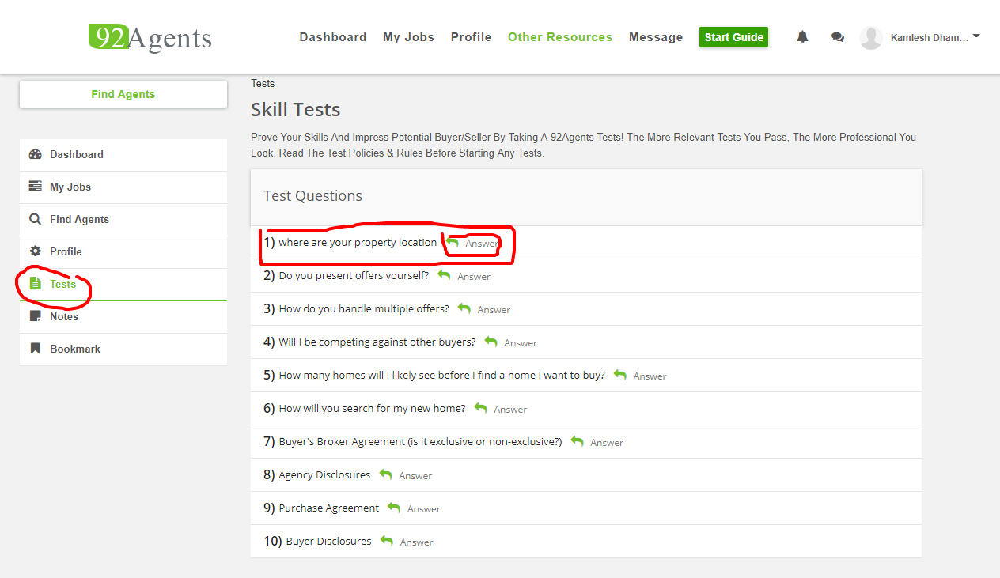 92Agents
Dashboard My Jobs Profile Other Resources Message Start Guide Kamlesh Dham...
Find Agents
Dashboard
My Jobs
Find Agents
Profile
Tests
Notes
Bookmark
Tests
Skill Tests
Prove Your Skills And Impress Potential Buyer/Seller By Taking A 92Agents Tests! The More Relevant Tests You Pass, The More Professional You
Look. Read The Test Policies & Rules Before Starting Any Tests.
Test Questions
1) where are your property location Answer
2) Do you present offers yourself? Answer
3) How do you handle multiple offers? Answer
4) Will I be competing against other buyers? Answer
5) How many homes will I likely see before I find a home I want to buy? Answer
6) How will you search for my new home? Answer
7) Buyer's Broker Agreement (is it exclusive or non-exclusive?) Answer
8) Agency Disclosures Answer
9) Purchase Agreement Answer
10) Buyer Disclosures Answer